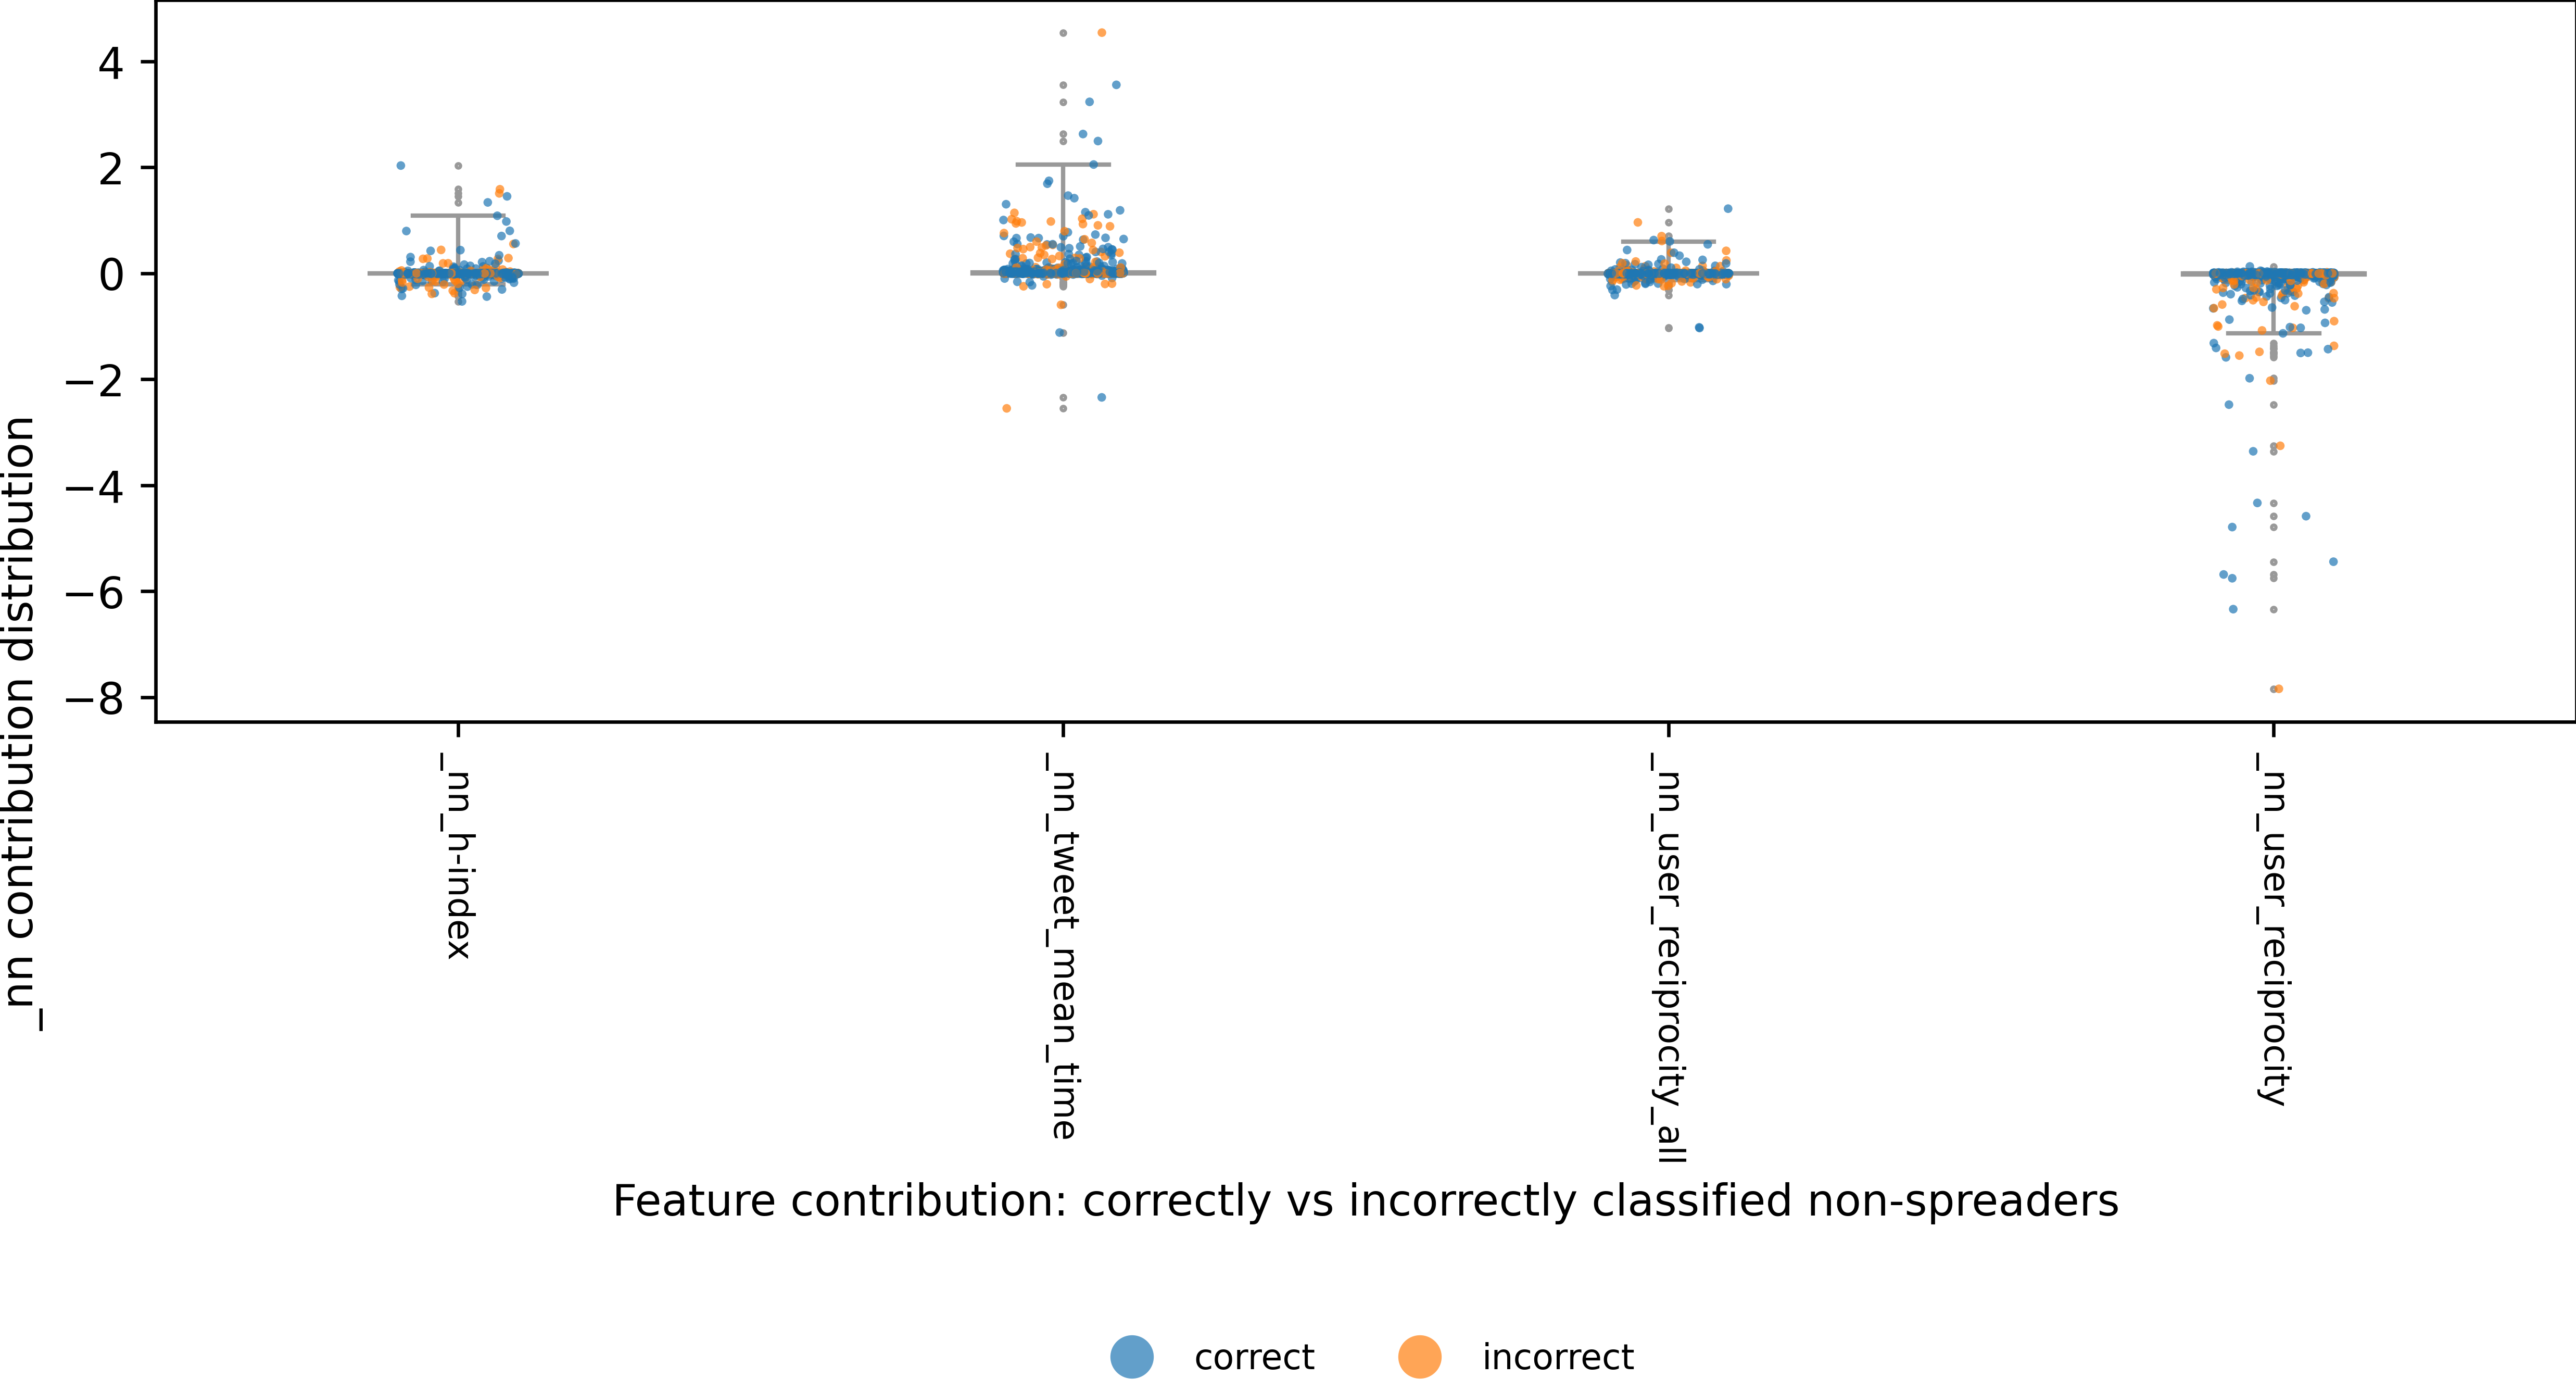 _nn contribution distribution
4
2
0
−2
−4
−6
−8
_nn_h-index
_nn_tweet_mean_time
_nn_user_reciprocity_all
_nn_user_reciprocity
Feature contribution: correctly vs incorrectly classified non-spreaders
correct
incorrect